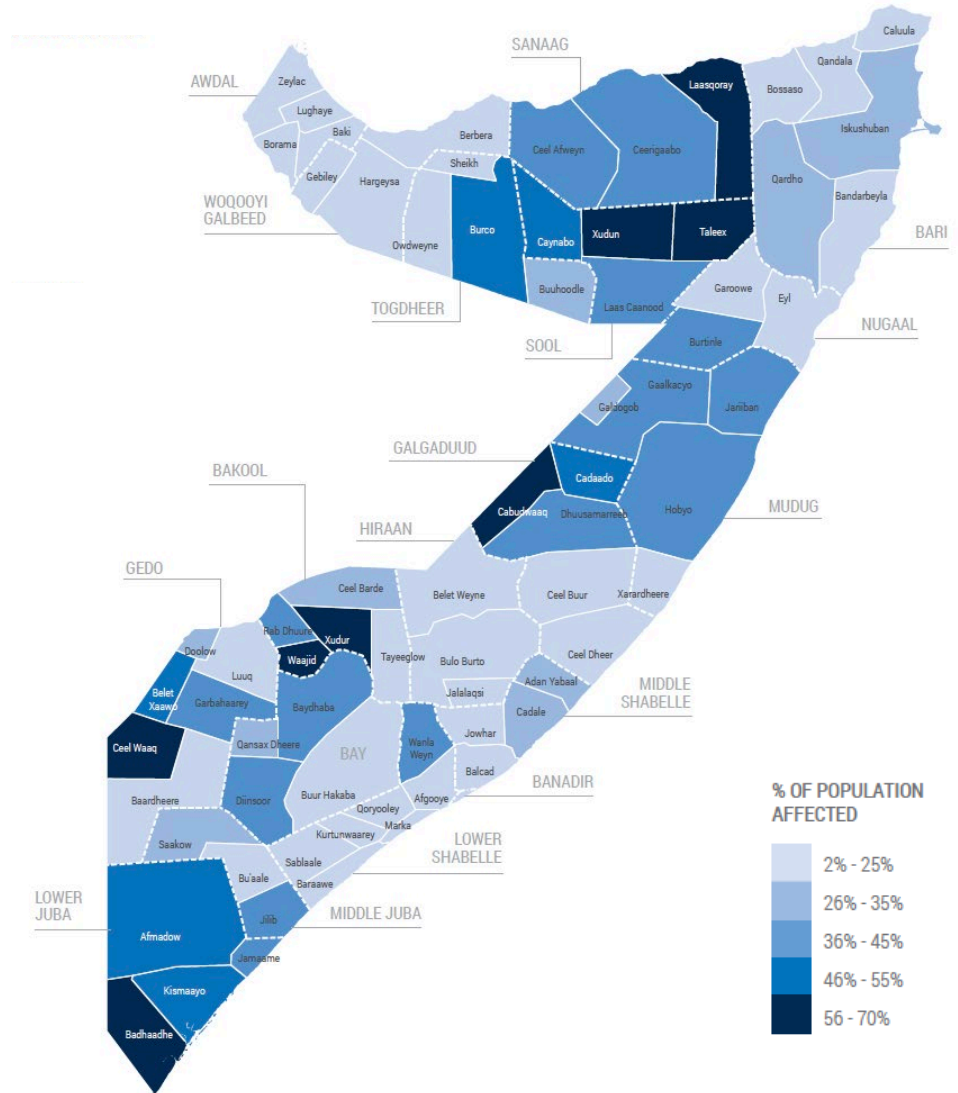 SANAAG
Caluula
AWDAL
Zeylac
Laasqoray
Qandala
Bossaso
Lughaye
Iskushuban
Baki
Berbera
Borama
Ceel Afweyn
Ceerigaabo
Sheikh
Gebiley
Hargeysa
Qardho
Bandarbeyla
WOQOOYI
GALBEED
Burco
Xudun
Taleex
BARI
Owdweyne
Caynabo
Buuhoodle
Garoowe
Eyl
TOGDHEER
Laas Caanood
NUGAAL
SOOL
Burtinle
Gaalkacyo
Galdogob
Jariiban
GALGADUUD
BAKOOL
Cadaado
Cabudwaaq
Dhuusamarreeb
Hobyo
MUDUG
HIRAAN
GEDO
Ceel Barde
Belet Weyne
Ceel Buur
Xarardheere
Rab Dhuure
Xudur
Doolow
Waajid
Tayeeglow
Bulo Burto
Ceel Dheer
Luuq
Adan Yabaal
MIDDLE
SHABELLE
Belet
Xaawo
Garbahaarey
Baydhaba
Jalalaqsi
Cadale
Ceel Waaq
Qansax Dheere
BAY
Wanla
Weyn
Jowhar
Balcad
BANADIR
Baardheere
Diinsoor
Buur Hakaba
Afgooye
Qoryooley
Marka
Kurtunwaarey
Saakow
LOWER
SHABELLE
Sablaale
Bu'aale
Baraawe
LOWER
JUBA
MIDDLE JUBA
Jilib
Afmadow
Jamaame
Kismaayo
Badhaadhe
% OF POPULATION
AFFECTED
2% - 25%
26% - 35%
36% - 45%
46% - 55%
56 - 70%